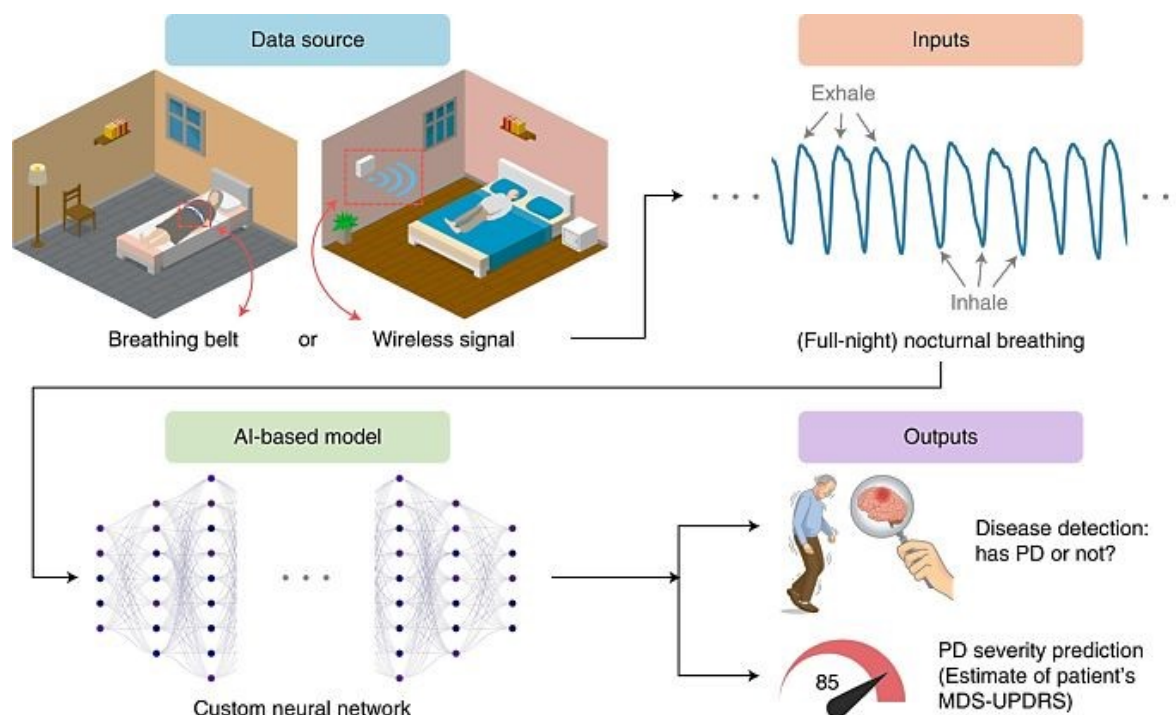 Data source
Inputs
Exhale
Inhale
Breathing belt
or
Wireless signal
(Full-night) nocturnal breathing
AI-based model
Outputs
Disease detection:
has PD or not?
85
PD severity prediction
(Estimate of patient's
MDS-UPDRS)
Custom neural network